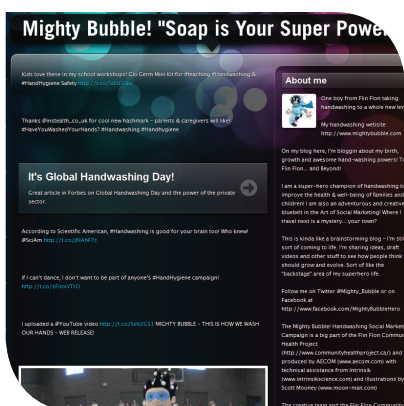 Mighty Bubble! "Soap is Your Super Power
Kids love these in my school workshops! Glo Germ Mini Kit for #teaching #Handwashing &
#HandHygiene Safety
Thanks @instealth_co_uk for cool new hashmark – parents & caregivers will like!
#HaveYouWashedYourHands? #Handwashing #Handhygiene
It's Global Handwashing Day!
Great article in Forbes on Global Handwashing Day and the power of the private
sector.
According to Scientific American, #Handwashing is good for your brain too! Who knew!
#SciAm http://t.co/J8lAbF7c
If I can't dance, I don't want to be part of anyone's #HandHygiene campaign!
http://t.co/sFmvVTrO
I uploaded a #YouTube video http://t.co/Seit2GS1 MIGHTY BUBBLE – THIS IS HOW WE WASH
OUR HANDS – WEB RELEASE!
About me
One boy from Flin Flon taking
handwashing to a whole new lev
My handwashing website:
http://www.mightybubble.com
On my blog here, I'm bloggin about my birth,
growth and awesome hand-washing powers! To
Flin Flon... and Beyond!
I am a super-hero champion of handwashing to
improve the health & well-being of families and
children! I am also an adventurous and creative
bluebelt in the Art of Social Marketing! Where I
travel next is a mystery... your town?
This is kinda like a brainstorming blog – I'm still
sort of coming to life. I'm sharing ideas, draft
videos and other stuff to see how people think I
should grow and evolve. Sort of like the
"backstage" area of my superhero life.
Follow me on Twitter @Mighty_Bubble or on
Facebook at
http://www.facebook.com/MightyBubbleHero
The Mighty Bubble! Handwashing Social Market
Campaign is a big part of the Flin Flon Commun
Health Project
(http://www.communityhealthproject.ca/) and
produced by AECOM (www.aecom.com) with
technical assistance from Intrinsik
(www.intrinsikscience.com) and illustrations by
Scott Mooney (www.moon-man.com)
The creative team and the Flin Flon Community